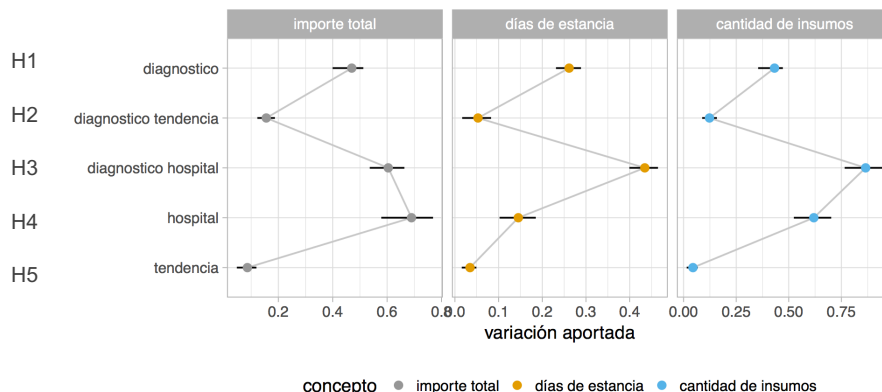 importe total días de estancia cantidad de insumos
H1 diagnostico
H2 diagnostico tendencia
H3 diagnostico hospital
H4 hospital
H5 tendencia
0.2 0.4 0.6 0.8 0.0 0.1 0.2 0.3 0.4 0.00 0.25 0.50 0.75
variación aportada
concepto importe total días de estancia cantidad de insumos